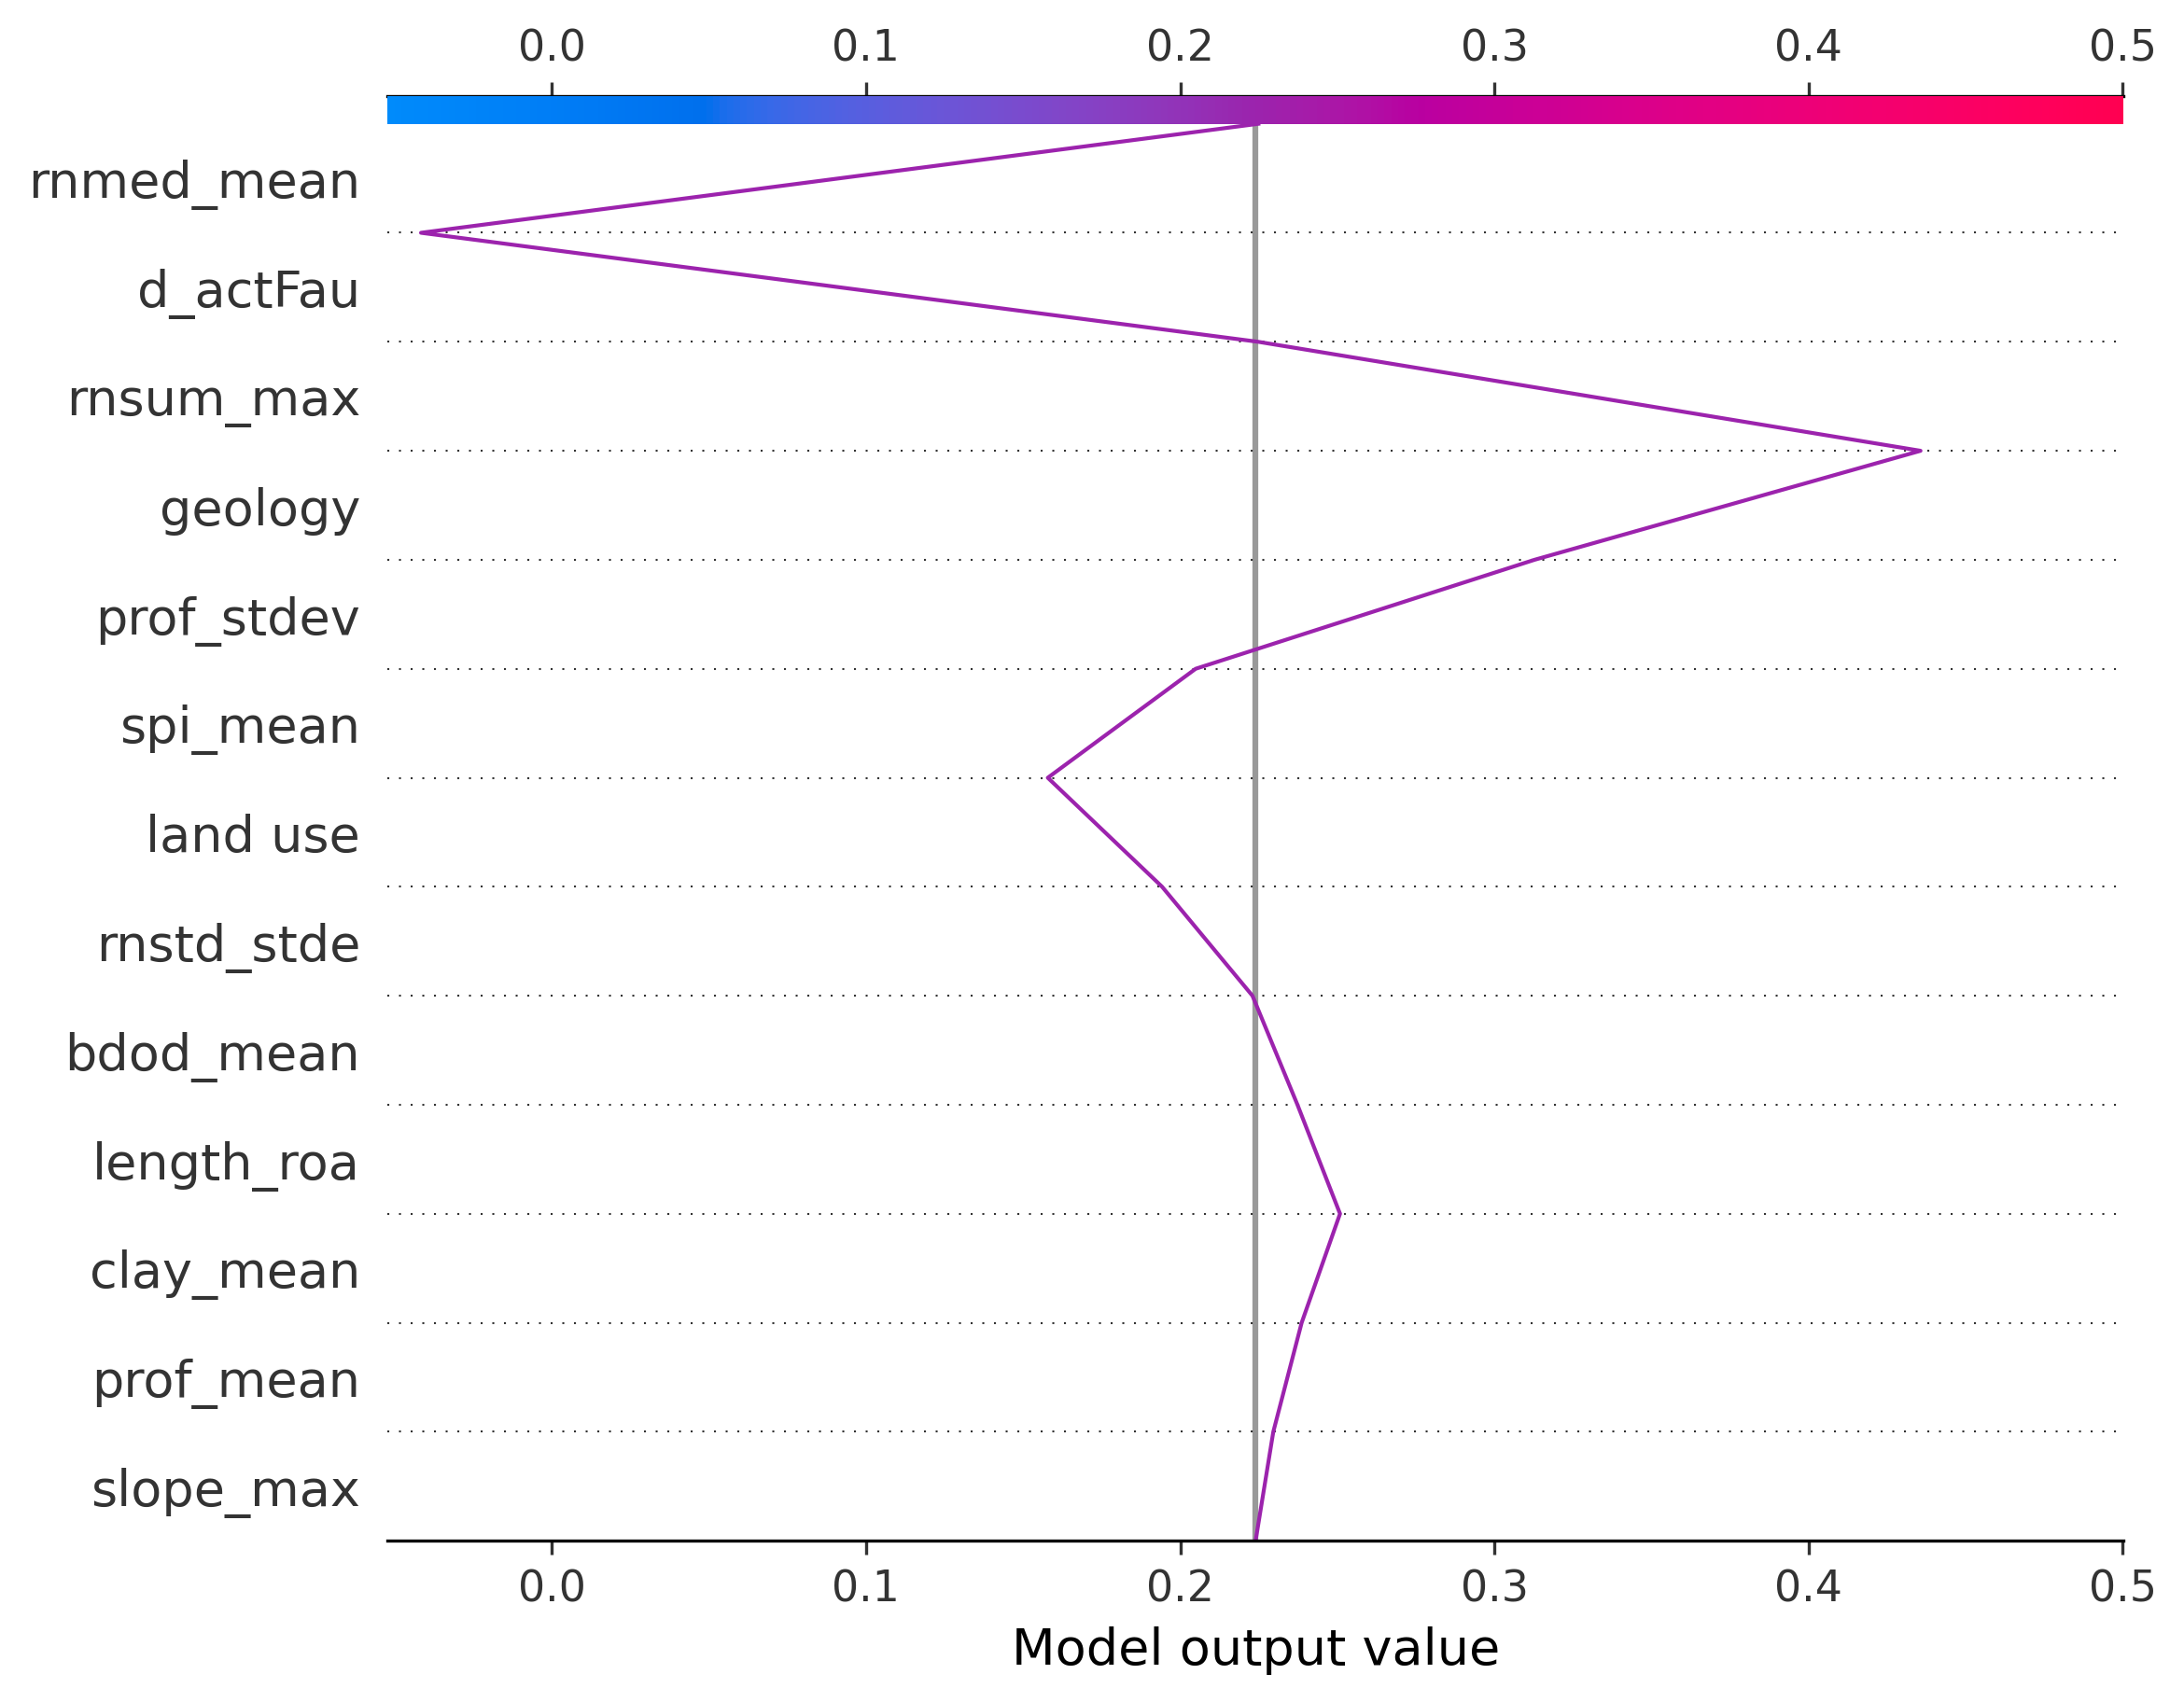 0.0 0.1 0.2 0.3 0.4 0.5
rnmed_mean
d_actFau
rnsum_max
geology
prof_stdev
spi_mean
land use
rnstd_stde
bdod_mean
length_roa
clay_mean
prof_mean
slope_max
0.0 0.1 0.2 0.3 0.4 0.5
Model output value